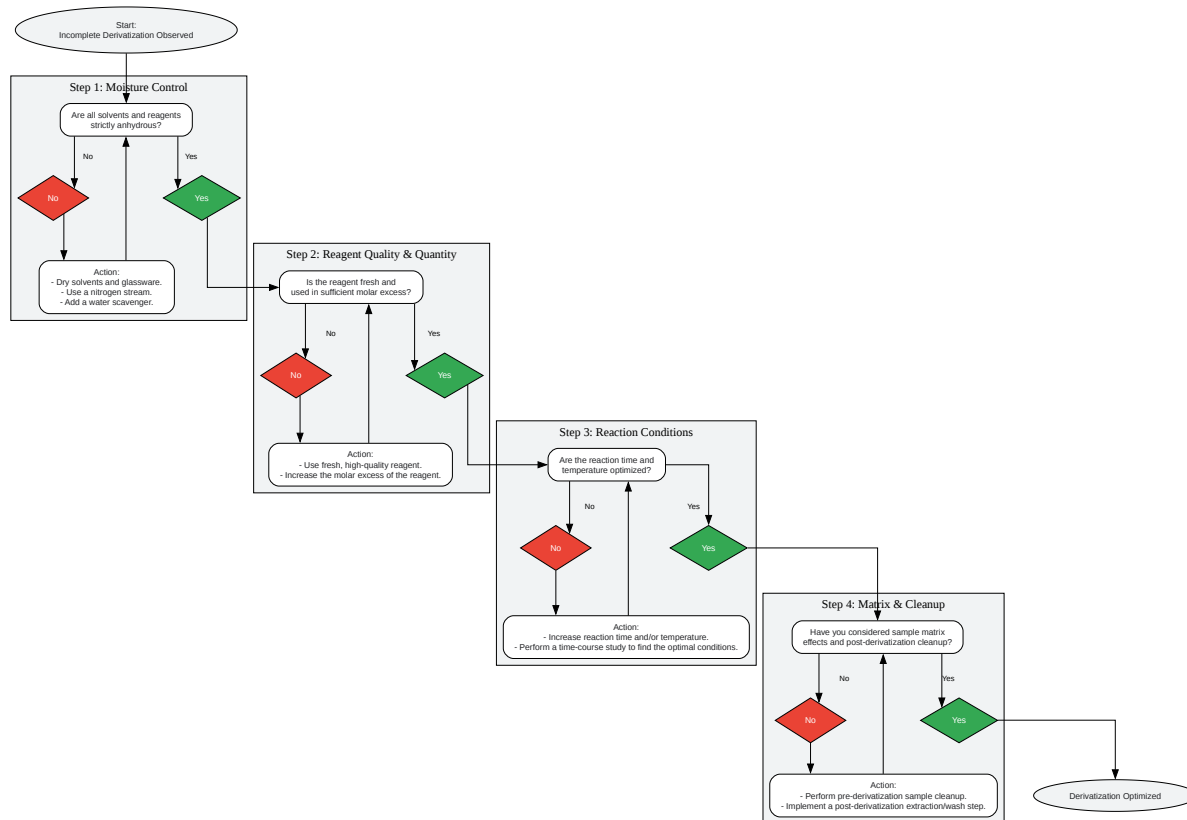 Start:
Incomplete Derivatization Observed
Step 1: Moisture Control
Are all solvents and reagents
strictly anhydrous?
No
Yes
No
Yes
Action:
- Dry solvents and glassware.
- Use a nitrogen stream.
- Add a water scavenger.
Step 2: Reagent Quality & Quantity
Is the reagent fresh and
used in sufficient molar excess?
No
Yes
No
Yes
Action:
- Use fresh, high-quality reagent.
- Increase the molar excess of the reagent.
Step 3: Reaction Conditions
Are the reaction time and
temperature optimized?
No
Yes
No
Yes
Action:
- Increase reaction time and/or temperature.
- Perform a time-course study to find the optimal conditions.
Step 4: Matrix & Cleanup
Have you considered sample matrix
effects and post-derivatization cleanup?
No
Yes
No
Yes
Action:
- Perform pre-derivatization sample cleanup.
- Implement a post-derivatization extraction/wash step.
Derivatization Optimized